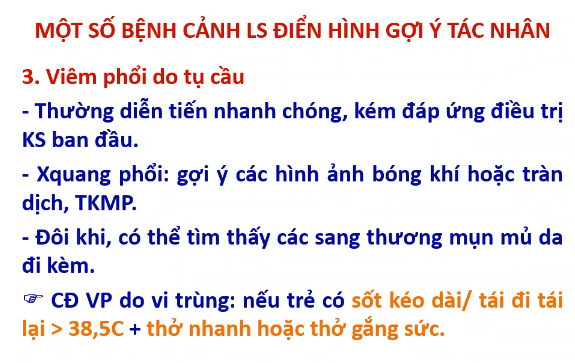 MỘT SỐ BỆNH CẢNH LS ĐIỂN HÌNH GỢI Ý TÁC NHÂN
3. Viêm phổi do tụ cầu
- Thường diễn tiến nhanh chóng, kém đáp ứng điều trị
KS ban đầu.
- Xquang phổi: gợi ý các hình ảnh bóng khí hoặc tràn
dịch, TKMP.
- Đôi khi, có thể tìm thấy các sang thương mụn mủ da
đi kèm.
☞ CĐ VP do vi trùng: nếu trẻ có sốt kéo dài/ tái đi tái
lại > 38,5C + thở nhanh hoặc thở gắng sức.